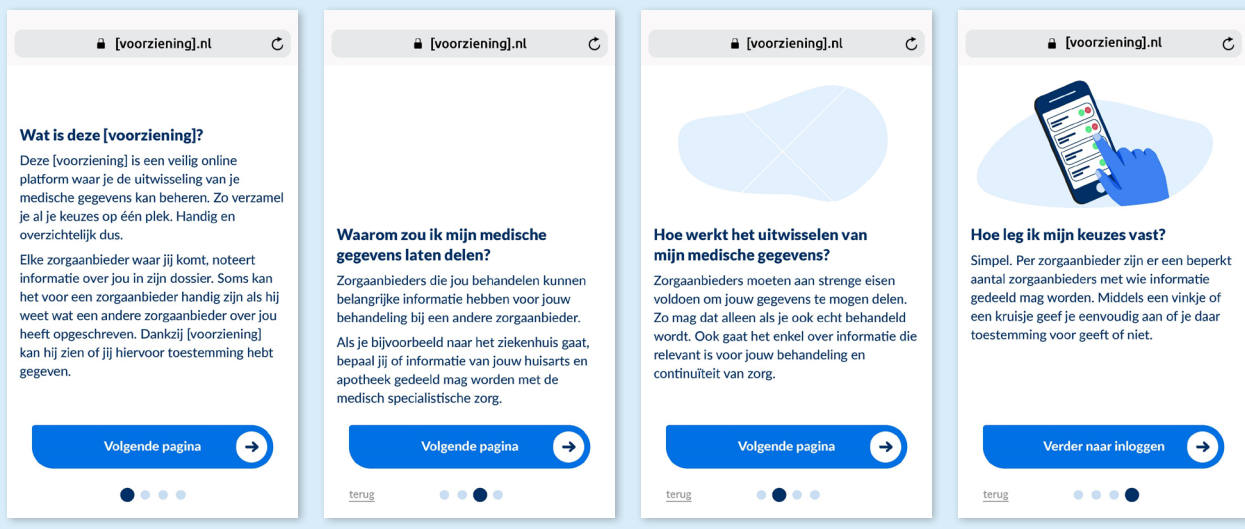 [voorziening].nl
Wat is deze [voorziening]?
Deze [voorziening] is een veilig online
platform waar je de uitwisseling van je
medische gegevens kan beheren. Zo verzamel
je al je keuzes op één plek. Handig en
overzichtelijk dus.
Elke zorgaanbieder waar jij komt, noteert
informatie over jou in zijn dossier. Soms kan
het voor een zorgaanbieder handig zijn als hij
weet wat een andere zorgaanbieder over jou
heeft opgeschreven. Dankzij [voorziening]
kan hij zien of jij hiervoor toestemming hebt
gegeven.
Volgende pagina
[voorziening].nl
Waarom zou ik mijn medische
gegevens laten delen?
Zorgaanbieders die jou behandelen kunnen
belangrijke informatie hebben voor jouw
behandeling bij een andere zorgaanbieder.
Als je bijvoorbeeld naar het ziekenhuis gaat,
bepaal jij of informatie van jouw huisarts en
apotheek gedeeld mag worden met de
medisch specialistische zorg.
Volgende pagina
terug
[voorziening].nl
Hoe werkt het uitwisselen van
mijn medische gegevens?
Zorgaanbieders moeten aan strenge eisen
voldoen om jouw gegevens te mogen delen.
Zo mag dat alleen als je ook echt behandeld
wordt. Ook gaat het enkel over informatie die
relevant is voor jouw behandeling en
continuïteit van zorg.
Volgende pagina
terug
[voorziening].nl
Hoe leg ik mijn keuzes vast?
Simpel. Per zorgaanbieder zijn er een beperkt
aantal zorgaanbieders met wie informatie
gedeeld mag worden. Middels een vinkje of
een kruisje geef je eenvoudig aan of je daar
toestemming voor geeft of niet.
Verder naar inloggen
terug